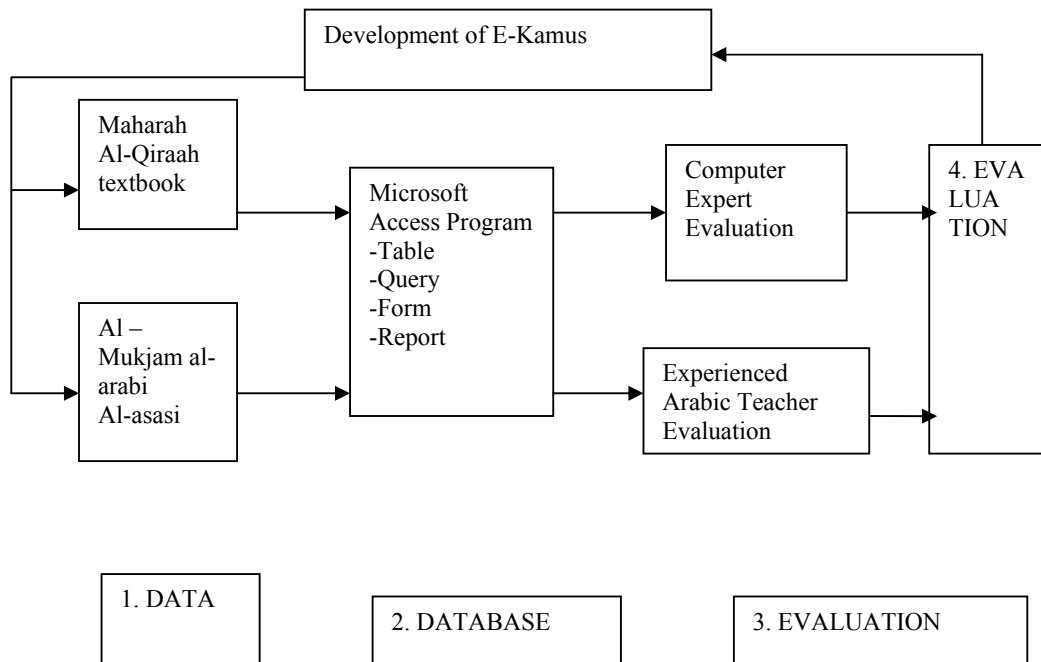 Development of E-Kamus
Maharah
Al-Qiraah
textbook
Al –
Mukjam al-
arabi
Al-asasi
Microsoft
Access Program
-Table
-Query
-Form
-Report
Computer
Expert
Evaluation
Experienced
Arabic Teacher
Evaluation
4. EVA
LUA
TION
1. DATA
2. DATABASE
3. EVALUATION